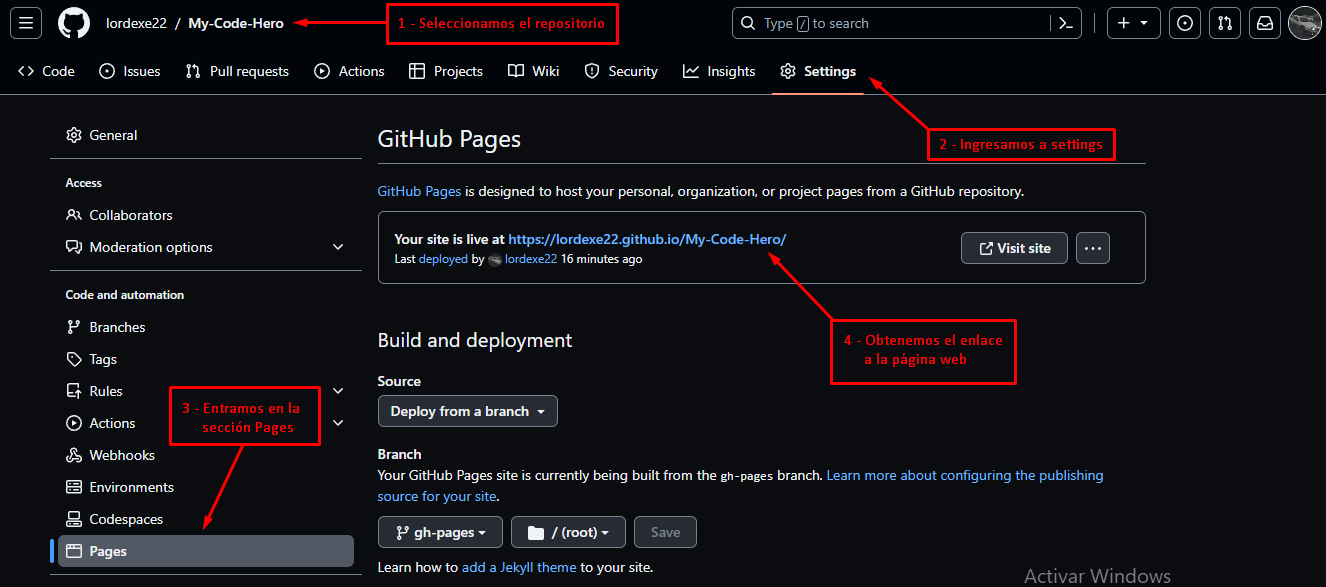 lordexe22 / My-Code-Hero
1 - Seleccionamos el repositorio
Type / to search
Code
Issues
Pull requests
Actions
Projects
Wiki
Security
Insights
Settings
2 - Ingresamos a settings
General
Access
Collaborators
Moderation options
Code and automation
Branches
Tags
Rules
Actions
Webhooks
Environments
Codespaces
Pages
3 - Entramos en la
sección Pages
GitHub Pages
GitHub Pages is designed to host your personal, organization, or project pages from a GitHub repository.
Your site is live at https://lordexe22.github.io/My-Code-Hero/
Last deployed by lordexe22 16 minutes ago
Visit site
4 - Obtenemos el enlace
a la página web
Build and deployment
Source
Deploy from a branch
Branch
Your GitHub Pages site is currently being built from the gh-pages branch. Learn more about configuring the publishing
source for your site.
gh-pages
/ (root)
Save
Learn how to add a Jekyll theme to your site.
Activar Windows